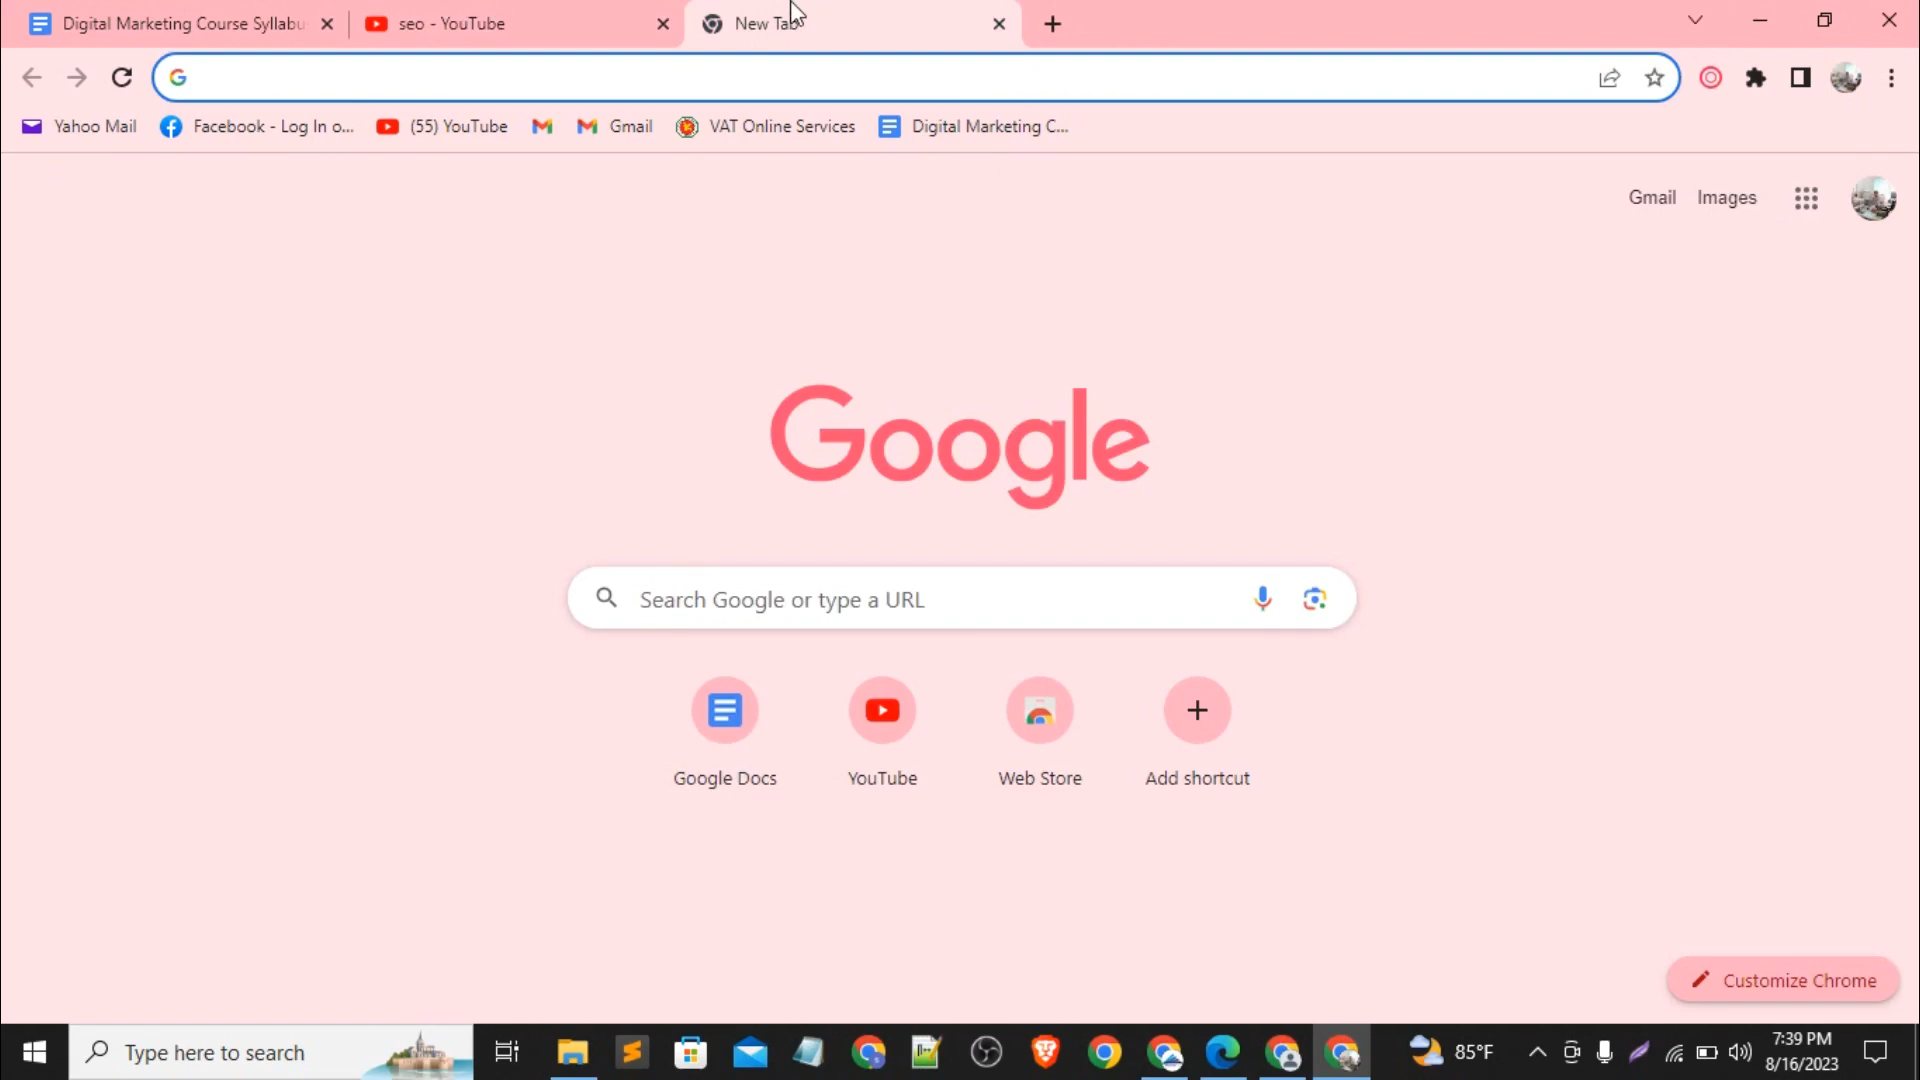 Digital Marketing Course Syllabu
seo - YouTube
New Tab
Yahoo Mail
Facebook - Log In o...
(55) YouTube
Gmail
VAT Online Services
Digital Marketing C...
Gmail
Images
Google
Search Google or type a URL
Google Docs
YouTube
Web Store
Add shortcut
Customize Chrome
Type here to search
85°F
7:39 PM
8/16/2023